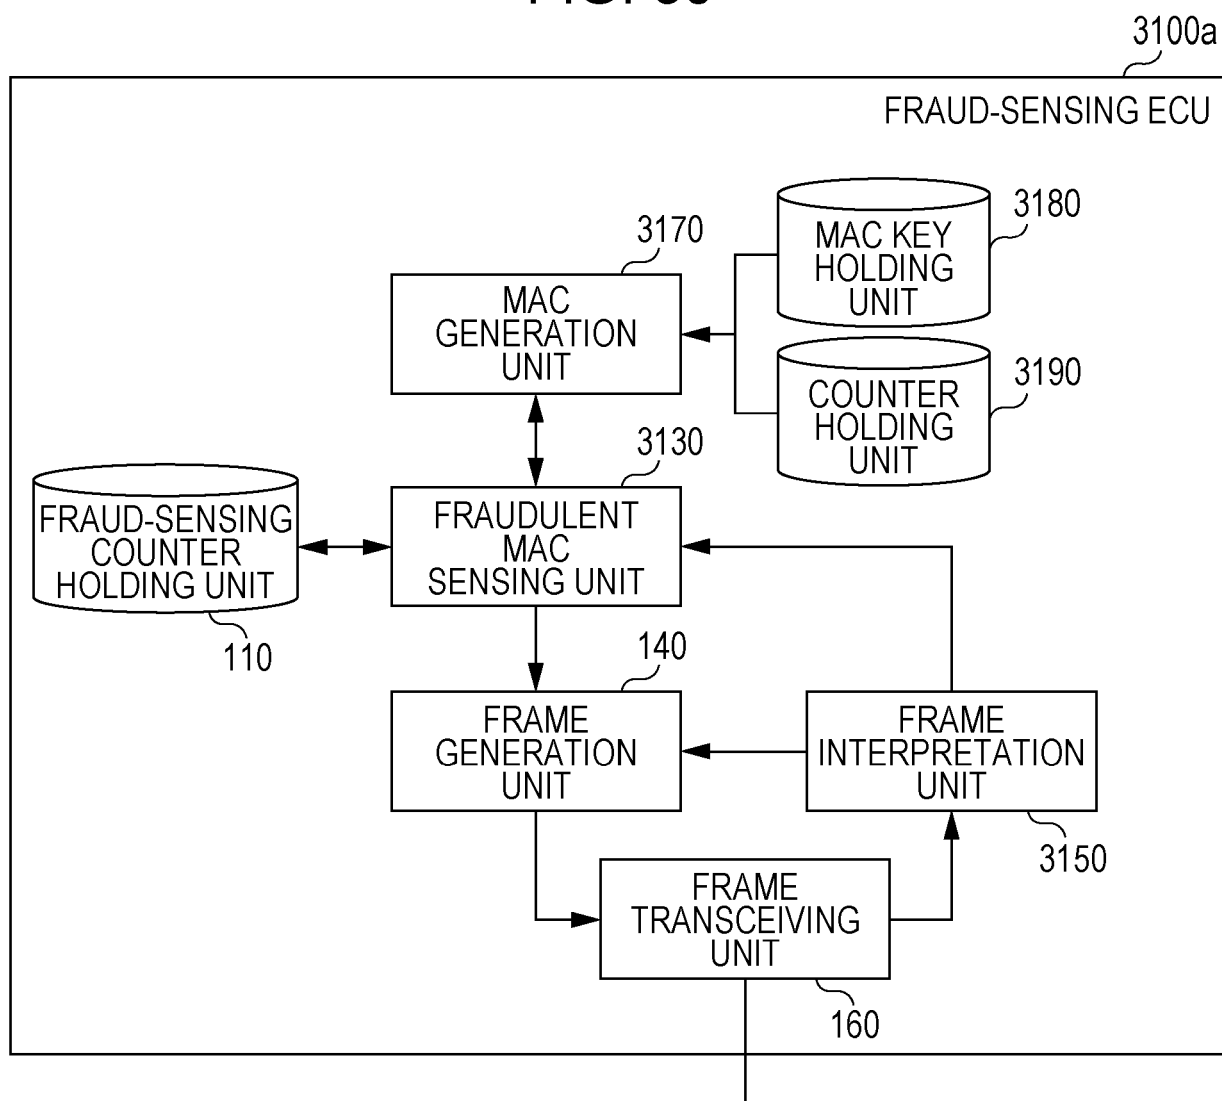 3100a
FRAUD-SENSING ECU
3180
MAC KEY
HOLDING
UNIT
3170
MAC
GENERATION
UNIT
3190
COUNTER
HOLDING
UNIT
3130
FRAUD-SENSING
COUNTER
HOLDING UNIT
FRAUDULENT
MAC
SENSING UNIT
110
140
FRAME
GENERATION
UNIT
FRAME
INTERPRETATION
UNIT
3150
FRAME
TRANSCEIVING
UNIT
160